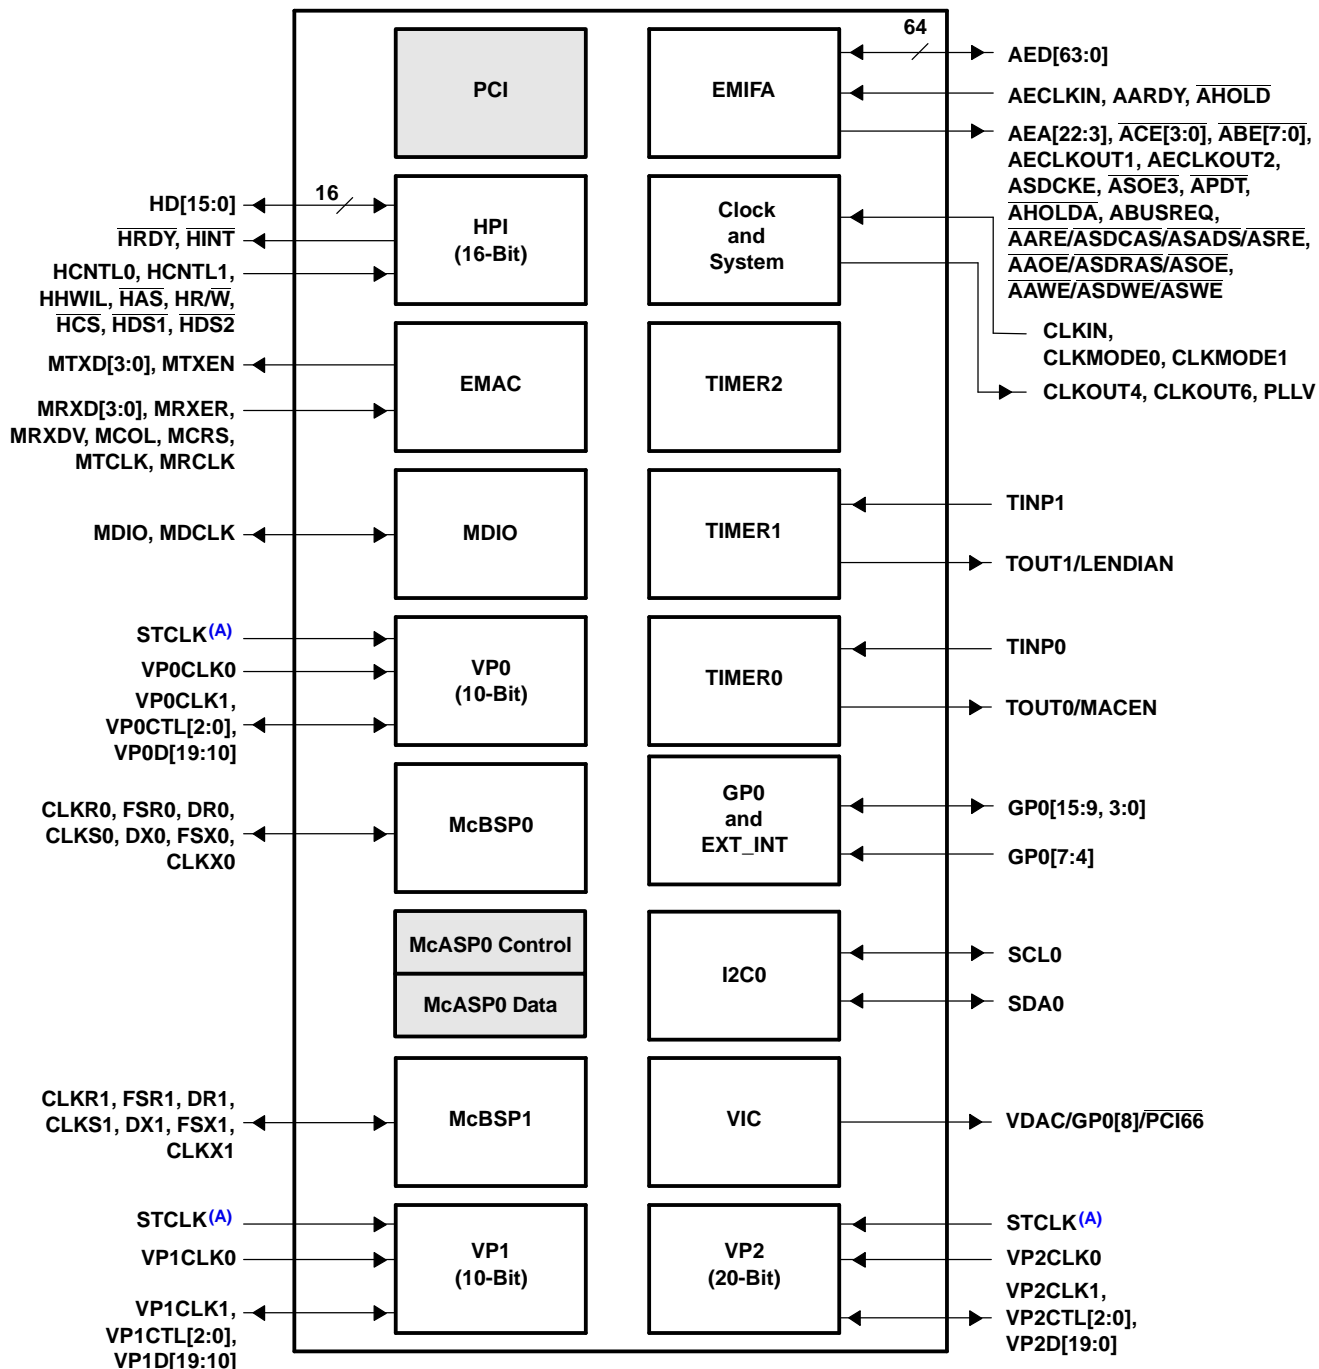 PCI
HPI
(16-Bit)
EMAC
MDIO
VP0
(10-Bit)
McBSP0
McASP0 Control
McASP0 Data
McBSP1
VP1
(10-Bit)
EMIFA
Clock
and
System
TIMER2
TIMER1
TIMER0
GP0
and
EXT_INT
I2C0
VIC
VP2
(20-Bit)
16
HD[15:0]
HRDY, HINT
HCNTL0, HCNTL1,
HHWIL, HAS, HR/W,
HCS, HDS1, HDS2
MTXD[3:0], MTXEN
MRXD[3:0], MRXER,
MRXDV, MCOL, MCRS,
MTCLK, MRCLK
MDIO, MDCLK
STCLK(A)
VP0CLK0
VP0CLK1,
VP0CTL[2:0],
VP0D[19:10]
CLKR0, FSR0, DR0,
CLKS0, DX0, FSX0,
CLKX0
CLKR1, FSR1, DR1,
CLKS1, DX1, FSX1,
CLKX1
STCLK(A)
VP1CLK0
VP1CLK1,
VP1CTL[2:0],
VP1D[19:10]
64
AED[63:0]
AECLKIN, AARDY, AHOLD
AEA[22:3], ACE[3:0], ABE[7:0],
AECLKOUT1, AECLKOUT2,
ASDCKE, ASOE3, APDT,
AHOLDA, ABUSREQ,
AARE/ASDCAS/ASADS/ASRE,
AAOE/ASDRAS/ASOE,
AAWE/ASDWE/ASWE
CLKIN,
CLKMODE0, CLKMODE1
CLKOUT4, CLKOUT6, PLLV
TINP1
TOUT1/LENDIAN
TINP0
TOUT0/MACEN
GP0[15:9, 3:0]
GP0[7:4]
SCL0
SDA0
VDAC/GP0[8]/PCI66
STCLK(A)
VP2CLK0
VP2CLK1,
VP2CTL[2:0],
VP2D[19:0]